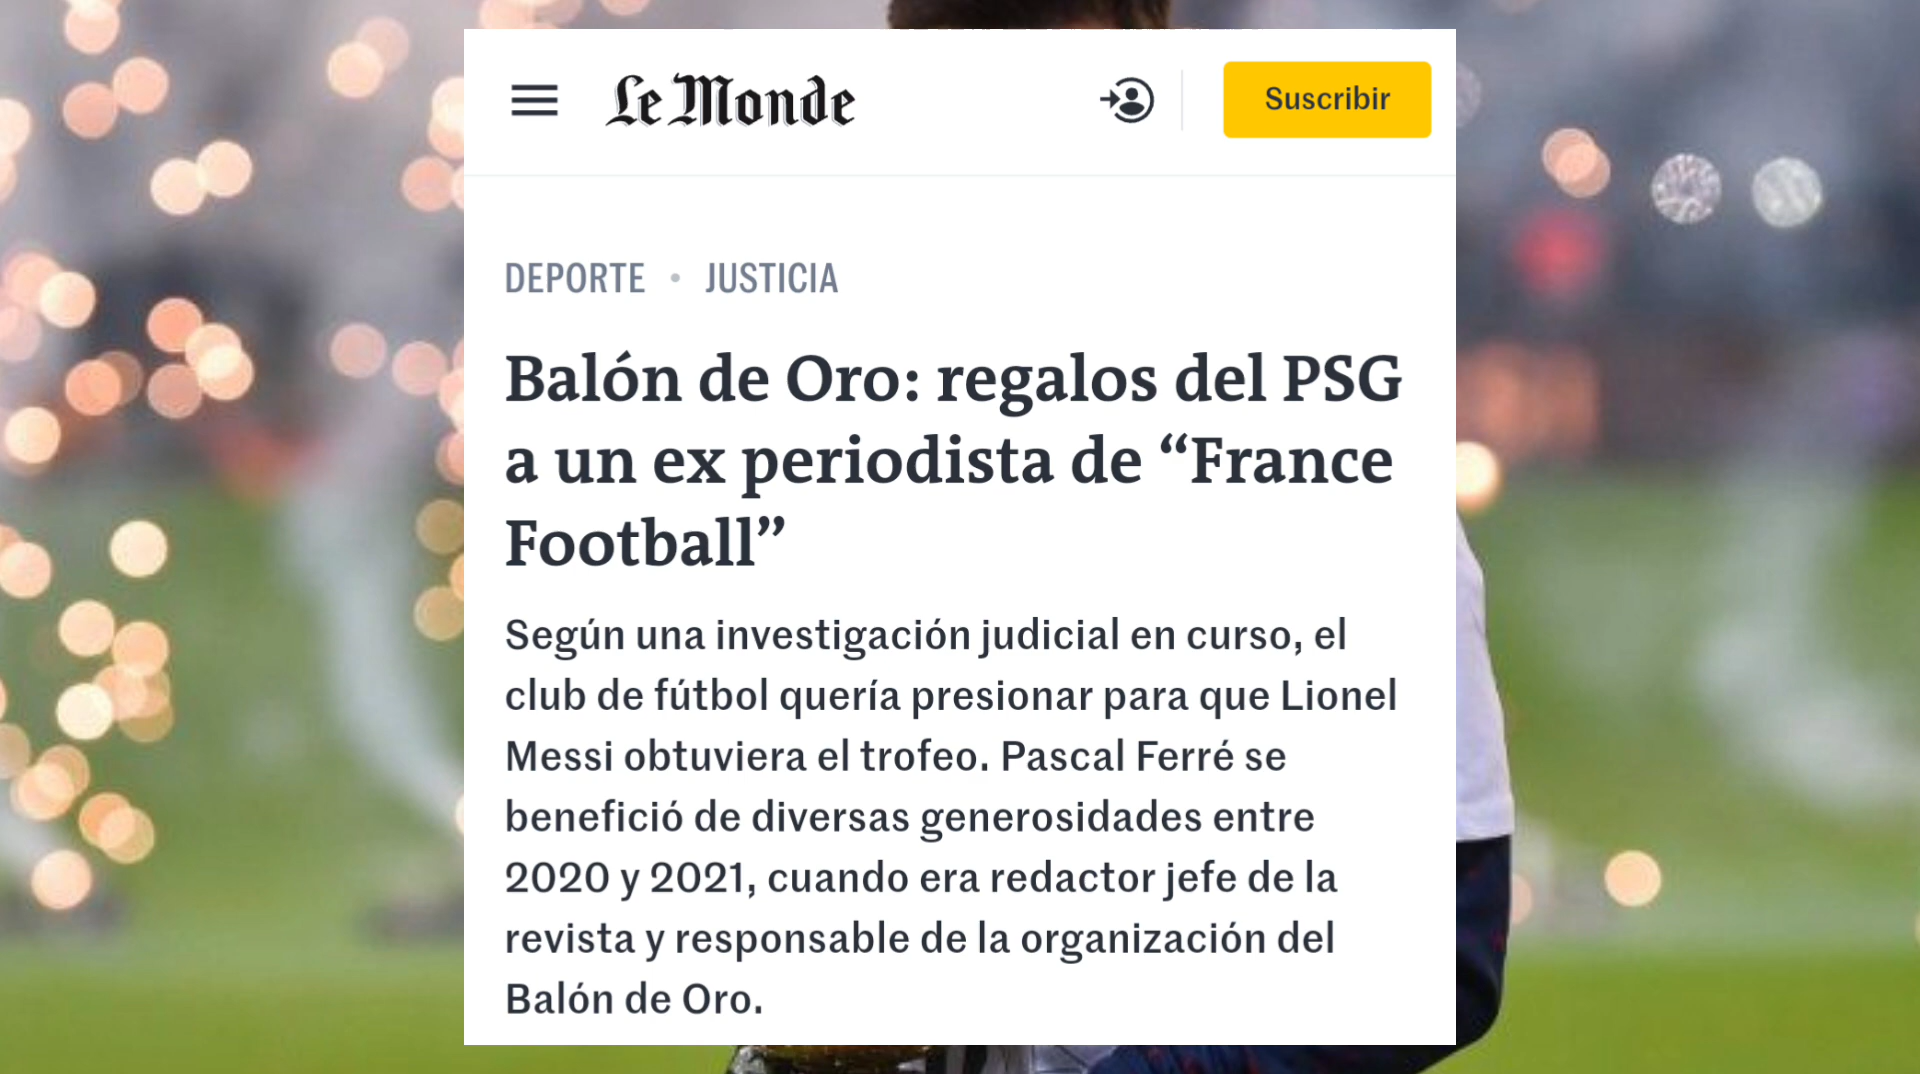 Le Monde
Suscribir
DEPORTE • JUSTICIA
Balón de Oro: regalos del PSG
a un ex periodista de “France
Football”
Según una investigación judicial en curso, el
club de fútbol quería presionar para que Lionel
Messi obtuviera el trofeo. Pascal Ferré se
benefició de diversas generosidades entre
2020 y 2021, cuando era redactor jefe de la
revista y responsable de la organización del
Balón de Oro.